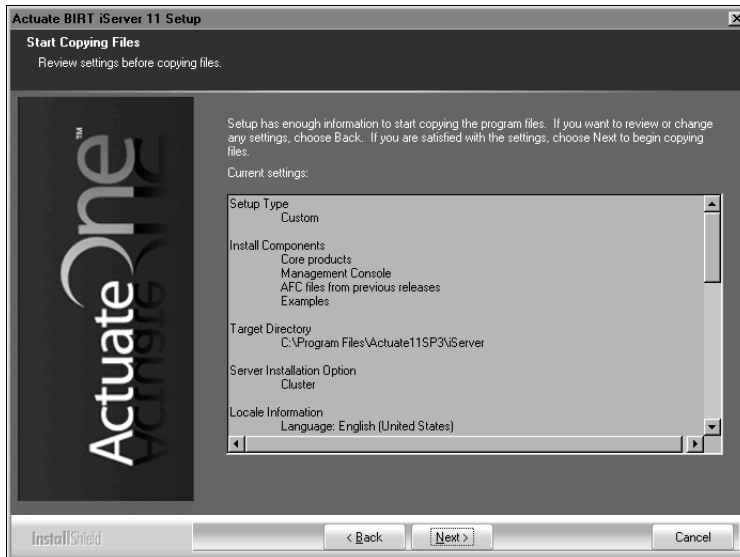 Actuate BIRT iServer 11 Setup
Start Copying Files
Review settings before copying files.
ActuateOne™
Setup has enough information to start copying the program files. If you want to review or change
any settings, choose Back. If you are satisfied with the settings, choose Next to begin copying
files.
Current settings:
Setup Type
Custom
Install Components
Core products
Management Console
AFC files from previous releases
Examples
Target Directory
C:\Program Files\Actuate11SP3\iServer
Server Installation Option
Cluster
Locale Information
Language: English (United States)
InstallShield
< Back
Next >
Cancel